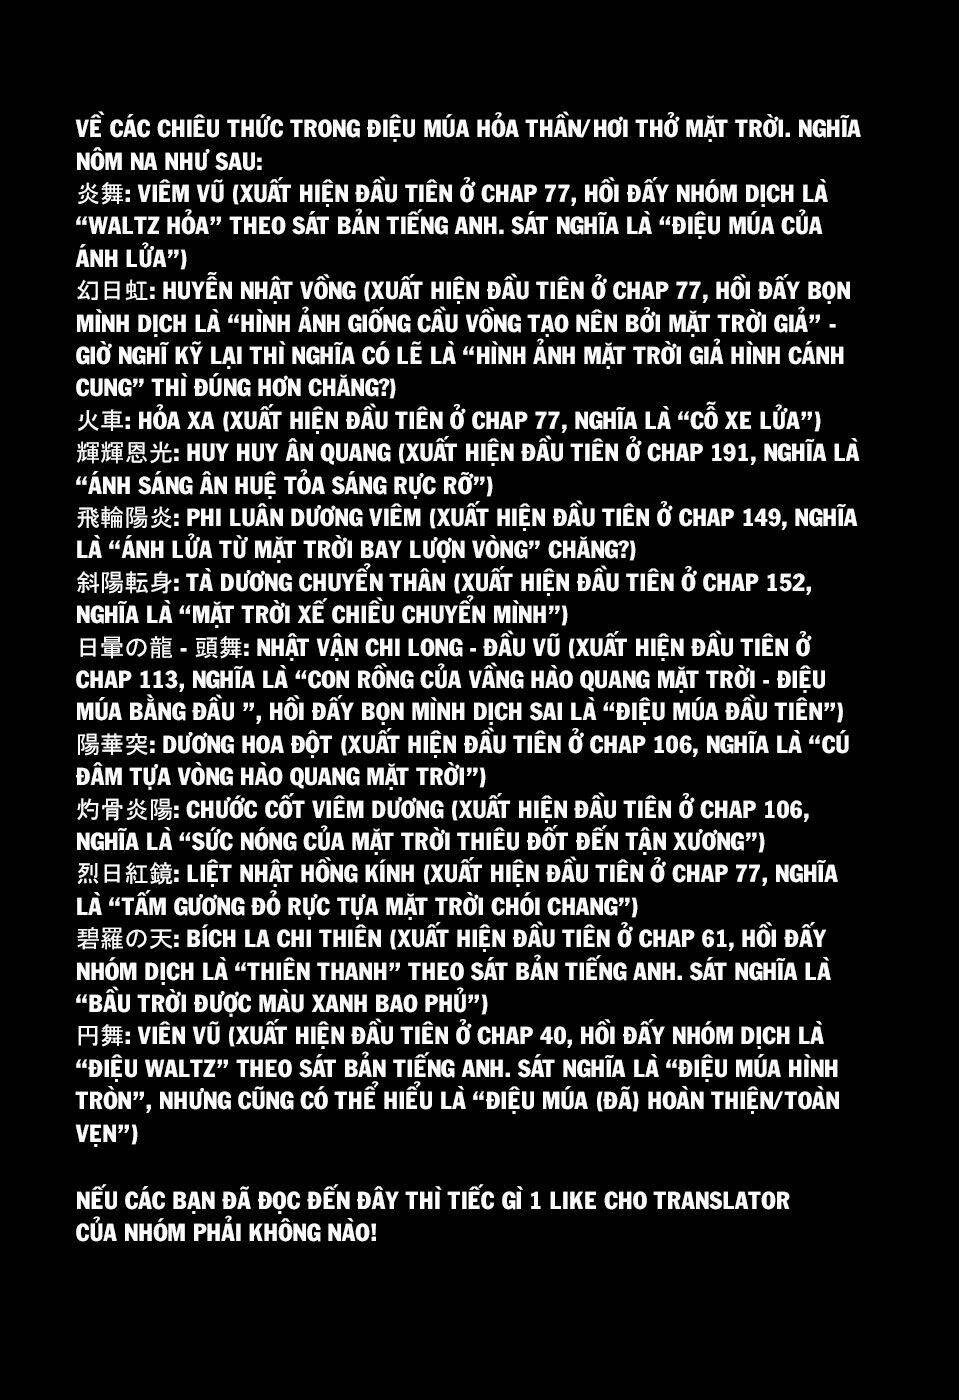 VỀ CÁC CHIÊU THỨC TRONG ĐIỆU MÚA HỎA THẦN/HƠI THỞ MẶT TRỜI. NGHĨA
NÔM NA NHƯ SAU:
炎舞: VIÊM VŨ (XUẤT HIỆN ĐẦU TIÊN Ở CHAP 77, HỒI ĐẤY NHÓM DỊCH LÀ
“WALTZ HỎA” THEO SÁT BẢN TIẾNG ANH. SÁT NGHĨA LÀ “ĐIỆU MÚA CỦA
ÁNH LỬA”)
幻日虹: HUYỄN NHẬT VỒNG (XUẤT HIỆN ĐẦU TIÊN Ở CHAP 77, HỒI ĐẤY BỌN
MÌNH DỊCH LÀ “HÌNH ẢNH GIỐNG CẦU VỒNG TẠO NÊN BỞI MẶT TRỜI GIẢ” -
GIỜ NGHĨ KỸ LẠI THÌ NGHĨA CÓ LẼ LÀ “HÌNH ẢNH MẶT TRỜI GIẢ HÌNH CÁNH
CUNG” THÌ ĐÚNG HƠN CHĂNG?)
火車: HỎA XA (XUẤT HIỆN ĐẦU TIÊN Ở CHAP 77, NGHĨA LÀ “CỖ XE LỬA”)
輝輝恩光: HUY HUY ÂN QUANG (XUẤT HIỆN ĐẦU TIÊN Ở CHAP 191, NGHĨA LÀ
“ÁNH SÁNG ÂN HUỆ TỎA SÁNG RỰC RỠ”)
飛輪陽炎: PHI LUÂN DƯƠNG VIÊM (XUẤT HIỆN ĐẦU TIÊN Ở CHAP 149, NGHĨA
LÀ “ÁNH LỬA TỪ MẶT TRỜI BAY LƯỢN VÒNG” CHĂNG?)
斜陽転身: TÀ DƯƠNG CHUYỂN THÂN (XUẤT HIỆN ĐẦU TIÊN Ở CHAP 152,
NGHĨA LÀ “MẶT TRỜI XẾ CHIỀU CHUYỂN MÌNH”)
日暈の龍 - 頭舞: NHẬT VẬN CHI LONG - ĐẦU VŨ (XUẤT HIỆN ĐẦU TIÊN Ở
CHAP 113, NGHĨA LÀ “CON RỒNG CỦA VẦNG HÀO QUANG MẶT TRỜI - ĐIỆU
MÚA BẰNG ĐẦU ”, HỒI ĐẤY BỌN MÌNH DỊCH SAI LÀ “ĐIỆU MÚA ĐẦU TIÊN”)
陽華突: DƯƠNG HOA ĐỘT (XUẤT HIỆN ĐẦU TIÊN Ở CHAP 106, NGHĨA LÀ “CÚ
ĐÂM TỰA VÒNG HÀO QUANG MẶT TRỜI”)
灼骨炎陽: CHƯỚC CỐT VIÊM DƯƠNG (XUẤT HIỆN ĐẦU TIÊN Ở CHAP 106,
NGHĨA LÀ “SỨC NÓNG CỦA MẶT TRỜI THIÊU ĐỐT ĐẾN TẬN XƯƠNG”)
烈日紅鏡: LIỆT NHẬT HỒNG KÍNH (XUẤT HIỆN ĐẦU TIÊN Ở CHAP 77, NGHĨA
LÀ “TẤM GƯƠNG ĐỎ RỰC TỰA MẶT TRỜI CHÓI CHANG”)
碧羅の天: BÍCH LA CHI THIÊN (XUẤT HIỆN ĐẦU TIÊN Ở CHAP 61, HỒI ĐẤY
NHÓM DỊCH LÀ “THIÊN THANH” THEO SÁT BẢN TIẾNG ANH. SÁT NGHĨA LÀ
“BẦU TRỜI ĐƯỢC MÀU XANH BAO PHỦ”)
円舞: VIÊN VŨ (XUẤT HIỆN ĐẦU TIÊN Ở CHAP 40, HỒI ĐẤY NHÓM DỊCH LÀ
“ĐIỆU WALTZ” THEO SÁT BẢN TIẾNG ANH. SÁT NGHĨA LÀ “ĐIỆU MÚA HÌNH
TRÒN”, NHƯNG CŨNG CÓ THỂ HIỂU LÀ “ĐIỆU MÚA (ĐÃ) HOÀN THIỆN/TOÀN
VẸN”)
NẾU CÁC BẠN ĐÃ ĐỌC ĐẾN ĐÂY THÌ TIẾC GÌ 1 LIKE CHO TRANSLATOR
CỦA NHÓM PHẢI KHÔNG NÀO!